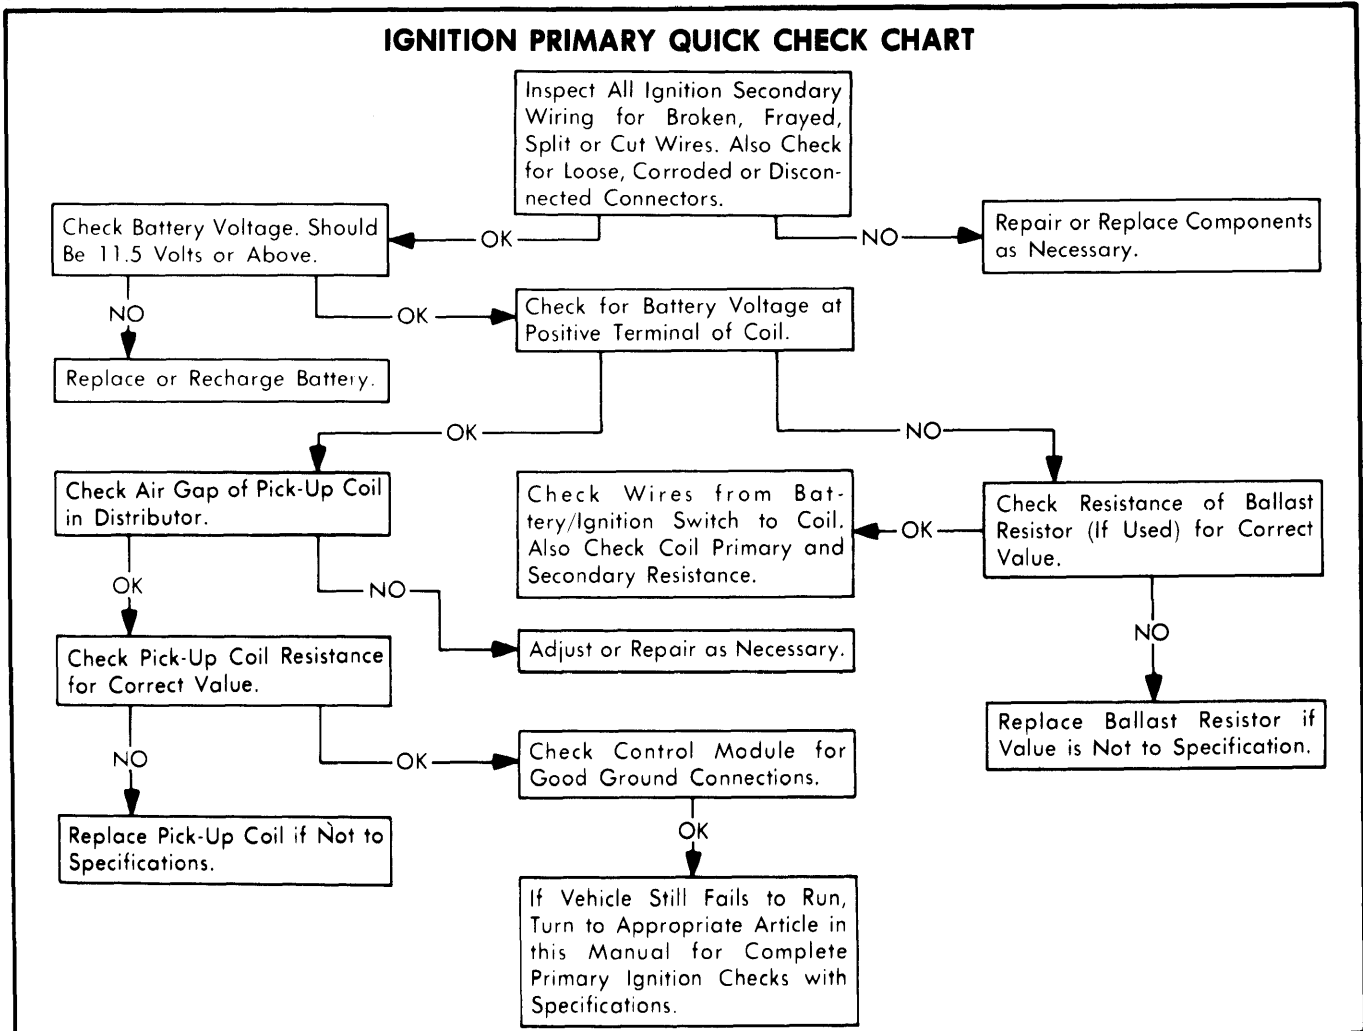 IGNITION PRIMARY QUICK CHECK CHART
Inspect All Ignition Secondary
Wiring for Broken, Frayed,
Split or Cut Wires. Also Check
for Loose, Corroded or Discon-
nected Connectors.
Check Battery Voltage. Should
Be 11.5 Volts or Above.
OK
NO
Repair or Replace Components
as Necessary.
NO
OK
Check for Battery Voltage at
Positive Terminal of Coil.
Replace or Recharge Battery.
OK
NO
Check Air Gap of Pick-Up Coil
in Distributor.
Check Wires from Bat-
tery/Ignition Switch to Coil.
Also Check Coil Primary and
Secondary Resistance.
OK
Check Resistance of Ballast
Resistor (If Used) for Correct
Value.
OK
NO
NO
Check Pick-Up Coil Resistance
for Correct Value.
Adjust or Repair as Necessary.
Replace Ballast Resistor if
Value is Not to Specification.
NO
OK
Check Control Module for
Good Ground Connections.
OK
Replace Pick-Up Coil if Not to
Specifications.
If Vehicle Still Fails to Run,
Turn to Appropriate Article in
this Manual for Complete
Primary Ignition Checks with
Specifications.